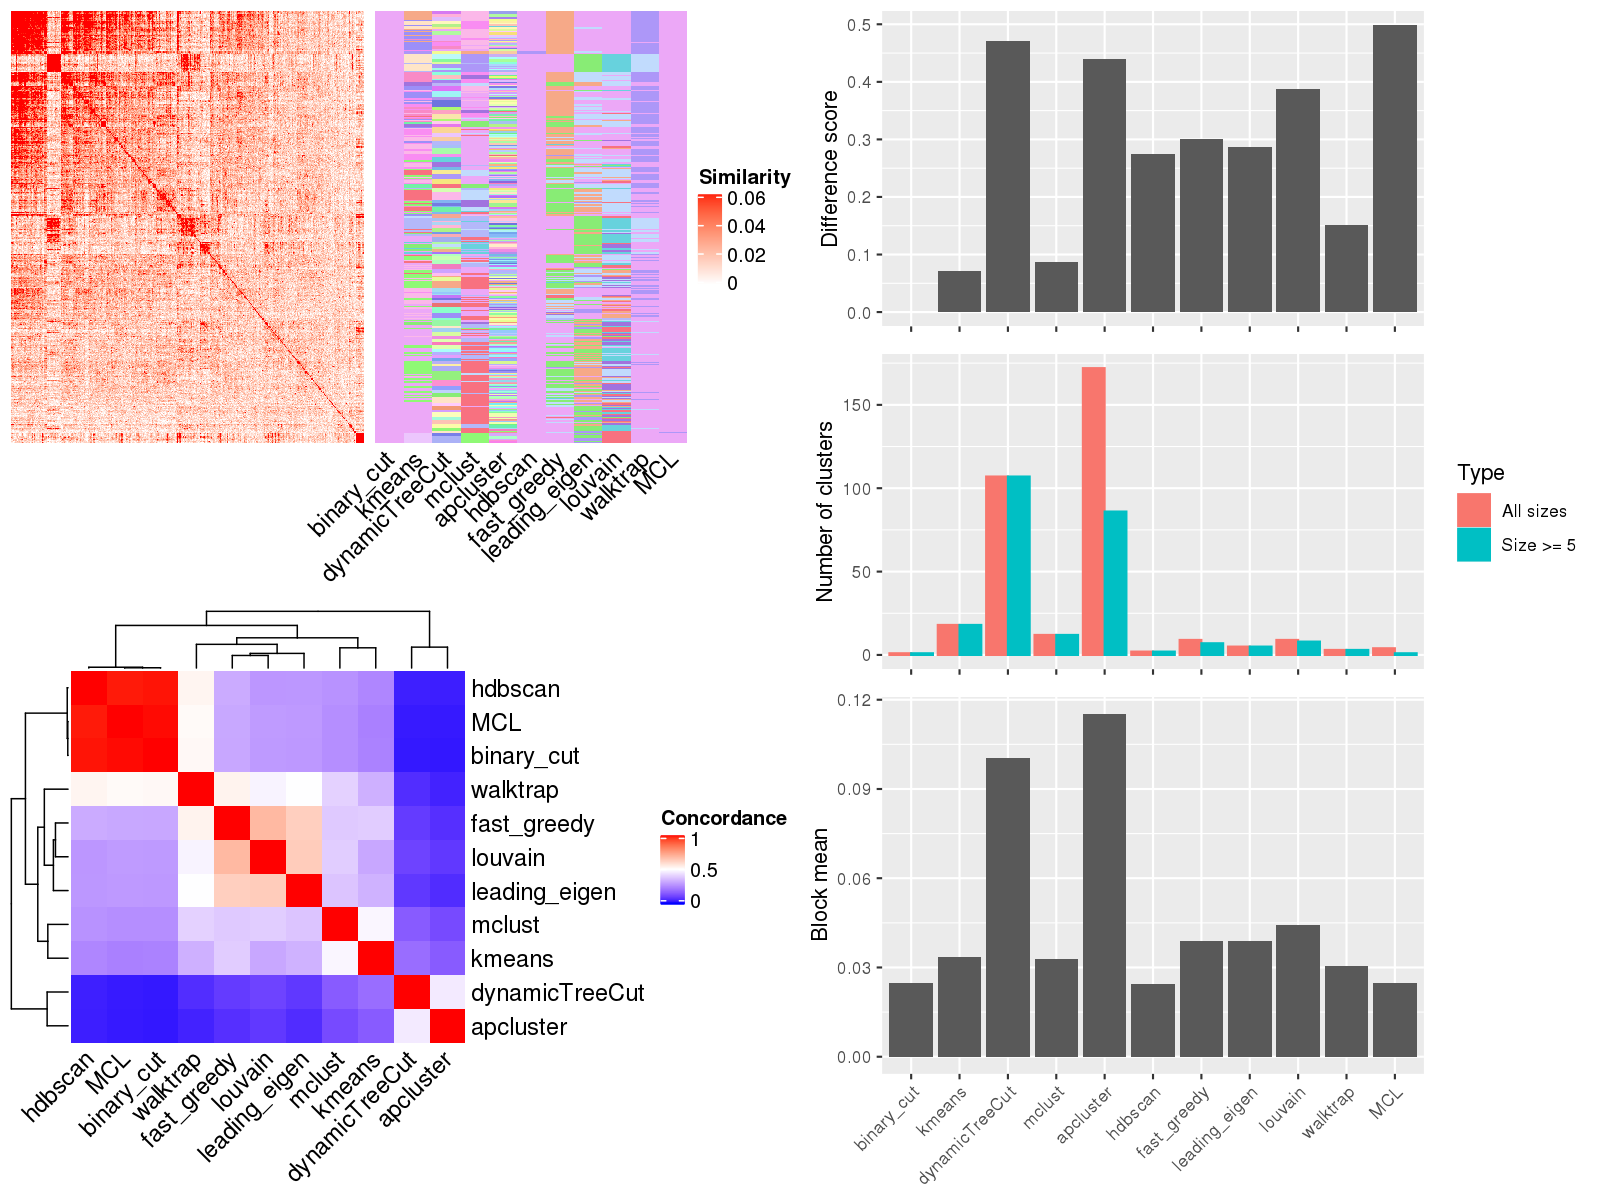 Similarity
0.06
0.04
0.02
0
binary_cut
kmeans
dynamicTreeCut
mclust
apcluster
hdbscan
fast_greedy
leading_eigen
louvain
walktrap
MCL
hdbscan
MCL
binary_cut
walktrap
fast_greedy
louvain
leading_eigen
mclust
kmeans
dynamicTreeCut
apcluster
hdbscan
MCL
binary_cut
walktrap
fast_greedy
louvain
leading_eigen
mclust
kmeans
dynamicTreeCut
apcluster
Concordance
1
0.5
0
Difference score
0.5
0.4
0.3
0.2
0.1
0.0
Number of clusters
150
100
50
0
Type
All sizes
Size >= 5
Block mean
0.12
0.09
0.06
0.03
0.00
binary_cut
kmeans
dynamicTreeCut
mclust
apcluster
hdbscan
fast_greedy
leading_eigen
louvain
walktrap
MCL